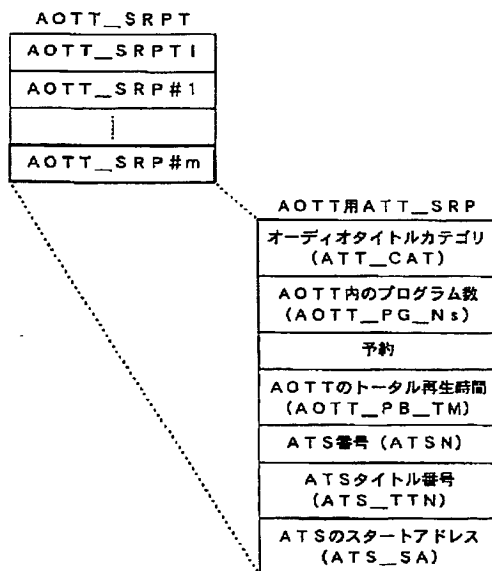 AOTT_SRPT
AOTT_SRPTI
AOTT_SRP#1
AOTT_SRP#m
AOTT用ATT_SRP
オーディオタイトルカテゴリ
(ATT_CAT)
AOTT内のプログラム数
(AOTT_PG_Ns)
予約
AOTTのトータル再生時間
(AOTT_PB_TM)
ATS番号 (ATSN)
ATSタイトル番号
(ATS_TTN)
ATSのスタートアドレス
(ATS_SA)